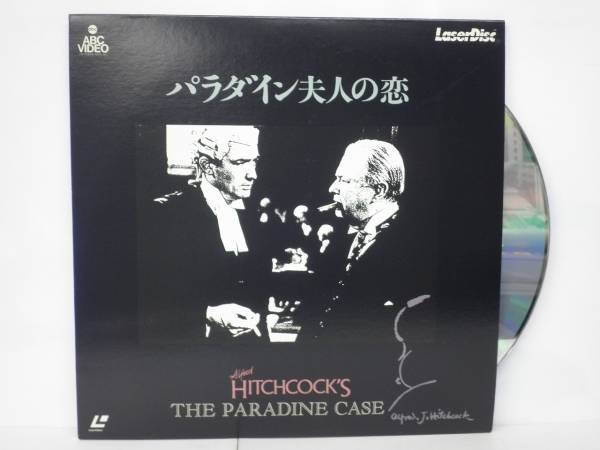 ABC
VIDEO
LaserDisc
パラダイン夫人の恋
Alfred
HITCHCOCK'S
THE PARADINE CASE
Alfred J. Hitchcock